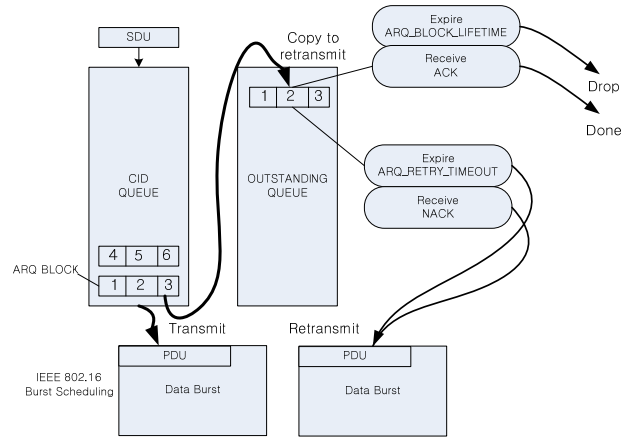 SDU
Copy to
retransmit
Expire
ARQ_BLOCK_LIFETIME
Receive
ACK
Drop
Done
1 2 3
CID
QUEUE
OUTSTANDING
QUEUE
Expire
ARQ_RETRY_TIMEOUT
Receive
NACK
4 5 6
ARQ BLOCK
1 2 3
Transmit
Retransmit
PDU
Data Burst
PDU
Data Burst
IEEE 802.16
Burst Scheduling